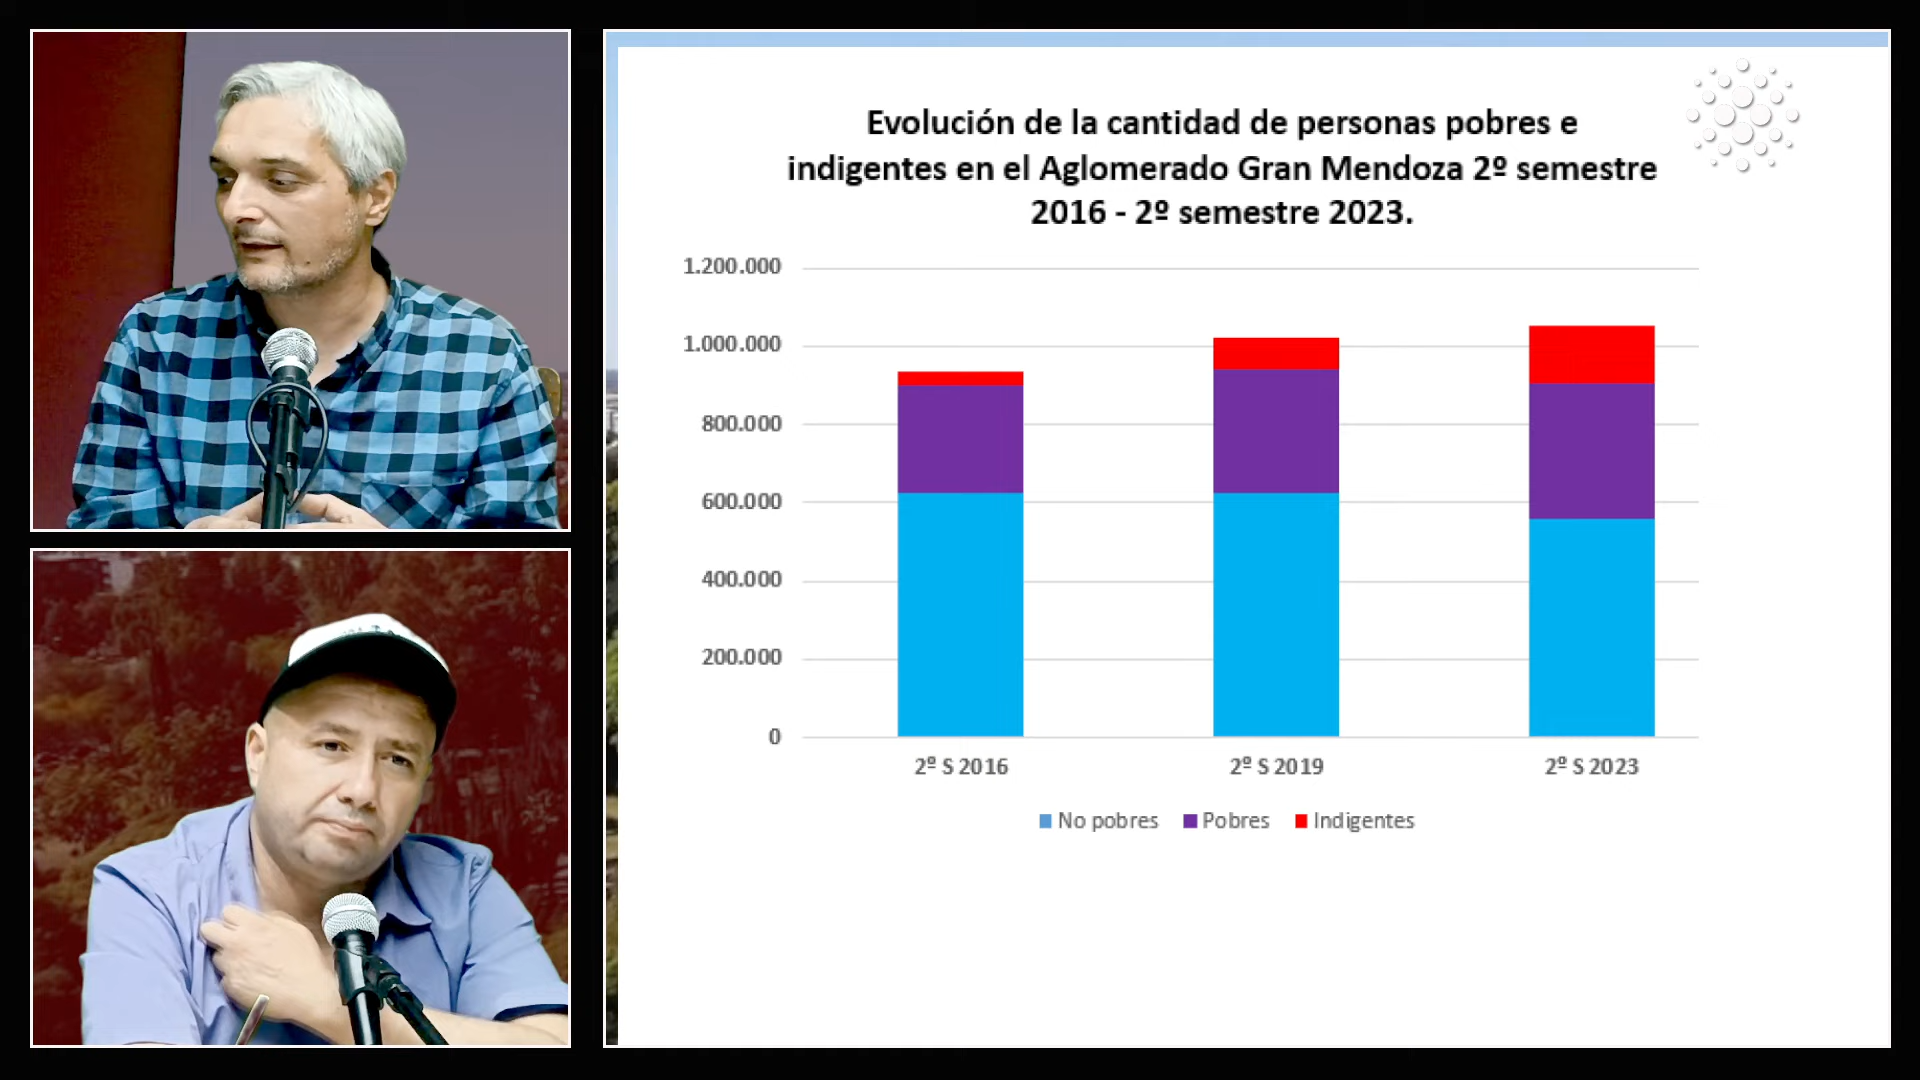 Evolución de la cantidad de personas pobres e
indigentes en el Aglomerado Gran Mendoza 2º semestre
2016 - 2º semestre 2023.
1.200.000
1.000.000
800.000
600.000
400.000
200.000
0
2º S 2016
2º S 2019
2º S 2023
No pobres
Pobres
Indigentes